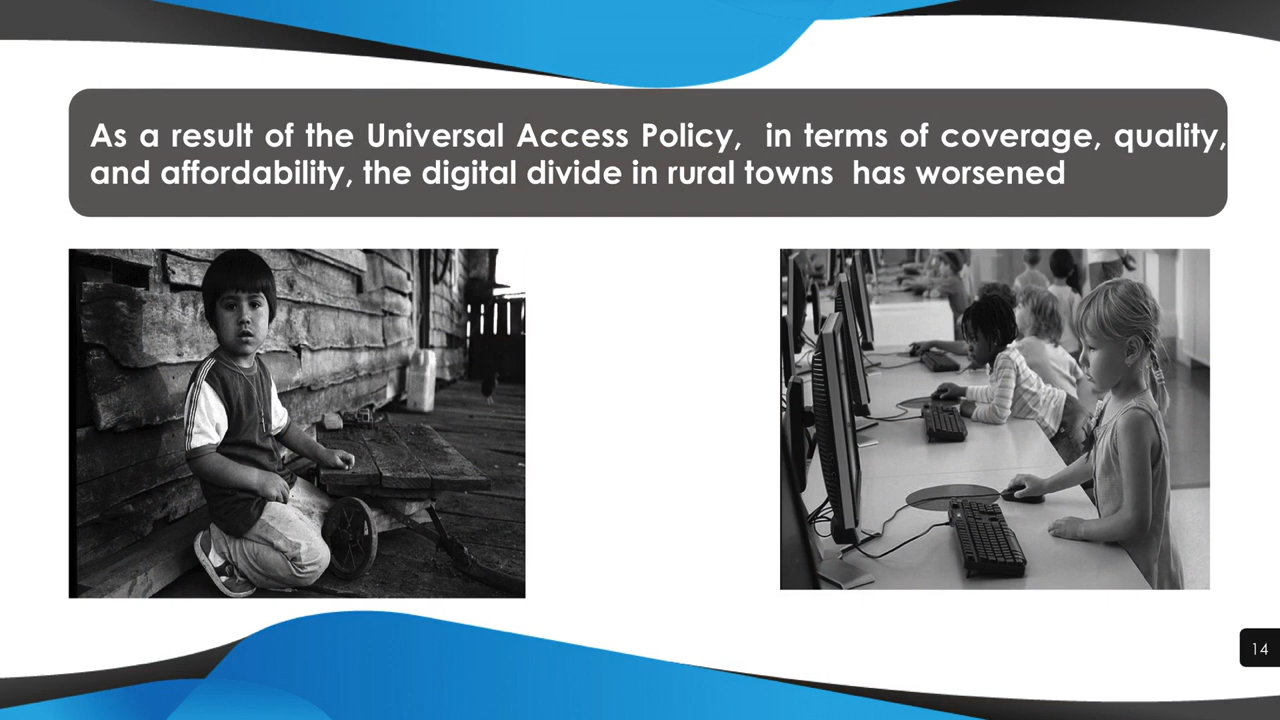 As a result of the Universal Access Policy,  in terms of coverage, quality,
and affordability, the digital divide in rural towns  has worsened
14